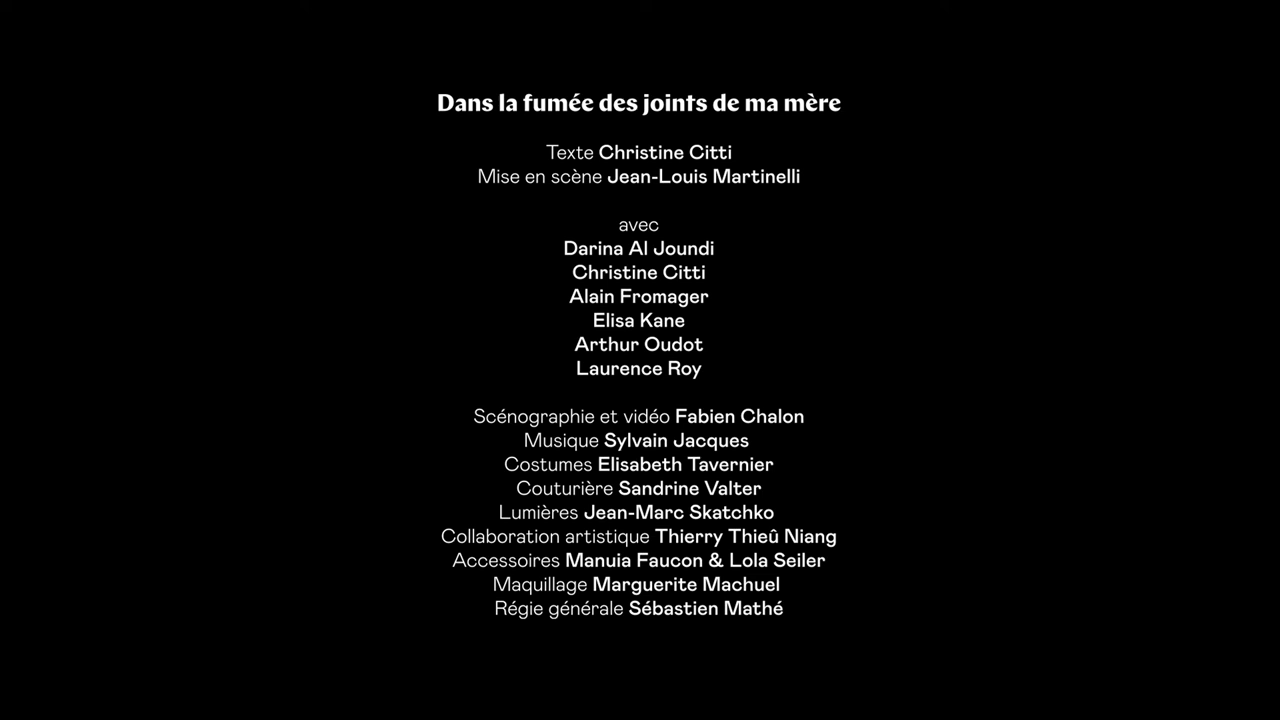 Dans la fumée des joints de ma mère
Texte Christine Citti
Mise en scène Jean-Louis Martinelli
avec
Darina Al Joundi
Christine Citti
Alain Fromager
Elisa Kane
Arthur Oudot
Laurence Roy
Scénographie et vidéo Fabien Chalon
Musique Sylvain Jacques
Costumes Elisabeth Tavernier
Couturière Sandrine Valter
Lumières Jean-Marc Skatchko
Collaboration artistique Thierry Thieû Niang
Accessoires Manuia Faucon & Lola Seiler
Maquillage Marguerite Machuel
Régie générale Sébastien Mathé